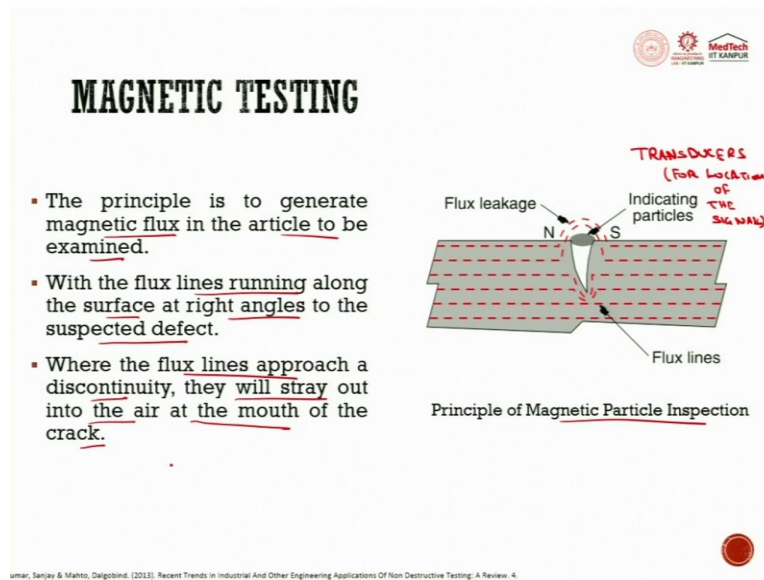 MedTech
IIT KANPUR
MAGNETIC TESTING
▪ The principle is to generate
magnetic flux in the article to be
examined.
▪ With the flux lines running along
the surface at right angles to the
suspected defect.
▪ Where the flux lines approach a
discontinuity, they will stray out
into the air at the mouth of the
crack.
TRANSDUCERS
(FOR LOCATION
OF
THE
SIGNAL)
Flux leakage
Indicating
particles
N
S
Flux lines
Principle of Magnetic Particle Inspection
umar, Sanjay & Mahto, Dalgobind. (2013). Recent Trends In Industrial And Other Engineering Applications Of Non Destructive Testing: A Review. 4.